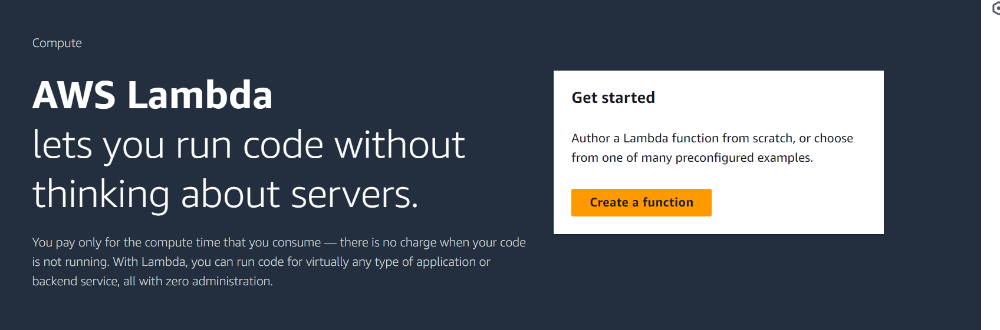 Compute
AWS Lambda
lets you run code without
thinking about servers.
You pay only for the compute time that you consume — there is no charge when your code
is not running. With Lambda, you can run code for virtually any type of application or
backend service, all with zero administration.
Get started
Author a Lambda function from scratch, or choose
from one of many preconfigured examples.
Create a function